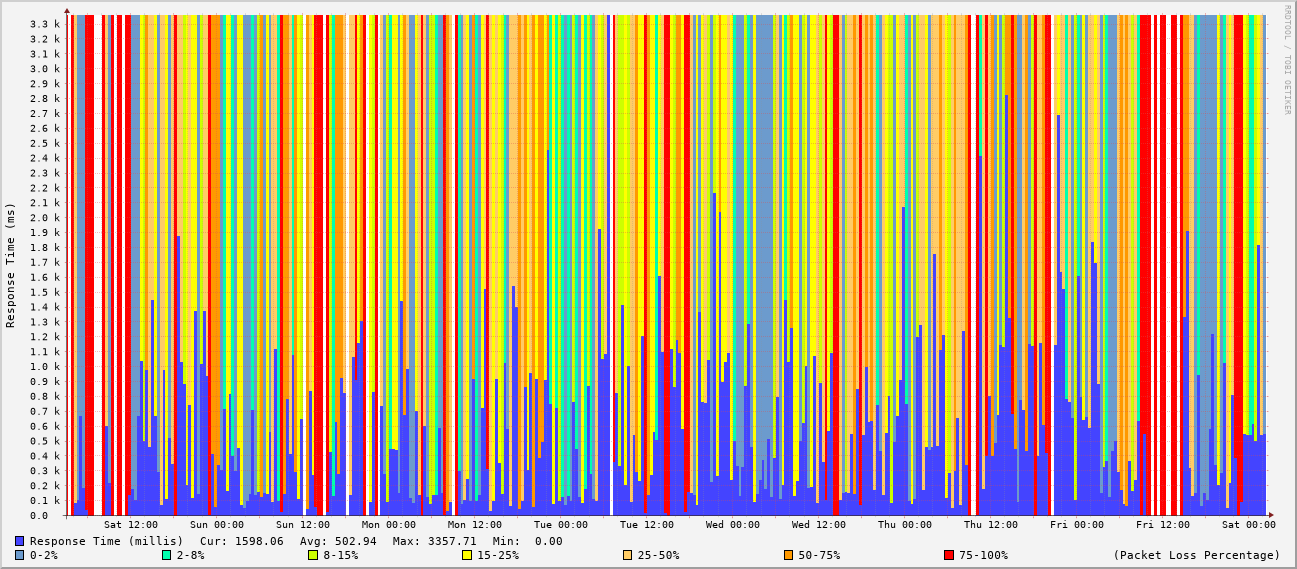 RRDTOOL / TOBI OETIKER
Response Time (ms)
3.3 k
3.2 k
3.1 k
3.0 k
2.9 k
2.8 k
2.7 k
2.6 k
2.5 k
2.4 k
2.3 k
2.2 k
2.1 k
2.0 k
1.9 k
1.8 k
1.7 k
1.6 k
1.5 k
1.4 k
1.3 k
1.2 k
1.1 k
1.0 k
0.9 k
0.8 k
0.7 k
0.6 k
0.5 k
0.4 k
0.3 k
0.2 k
0.1 k
0.0
Sat 12:00 Sun 00:00 Sun 12:00 Mon 00:00 Mon 12:00 Tue 00:00 Tue 12:00 Wed 00:00 Wed 12:00 Thu 00:00 Thu 12:00 Fri 00:00 Fri 12:00 Sat 00:00
Response Time (millis) Cur: 1598.06 Avg: 502.94 Max: 3357.71 Min: 0.00
0-2% 2-8% 8-15% 15-25% 25-50% 50-75% 75-100% (Packet Loss Percentage)